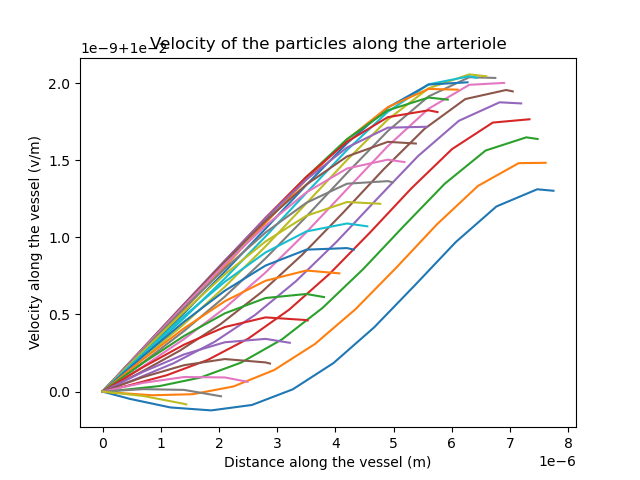 Velocity of the particles along the arteriole
1e−9+1e−2
Velocity along the vessel (v/m)
2.0
1.5
1.0
0.5
0.0
0 1 2 3 4 5 6 7 8
Distance along the vessel (m)
1e−6